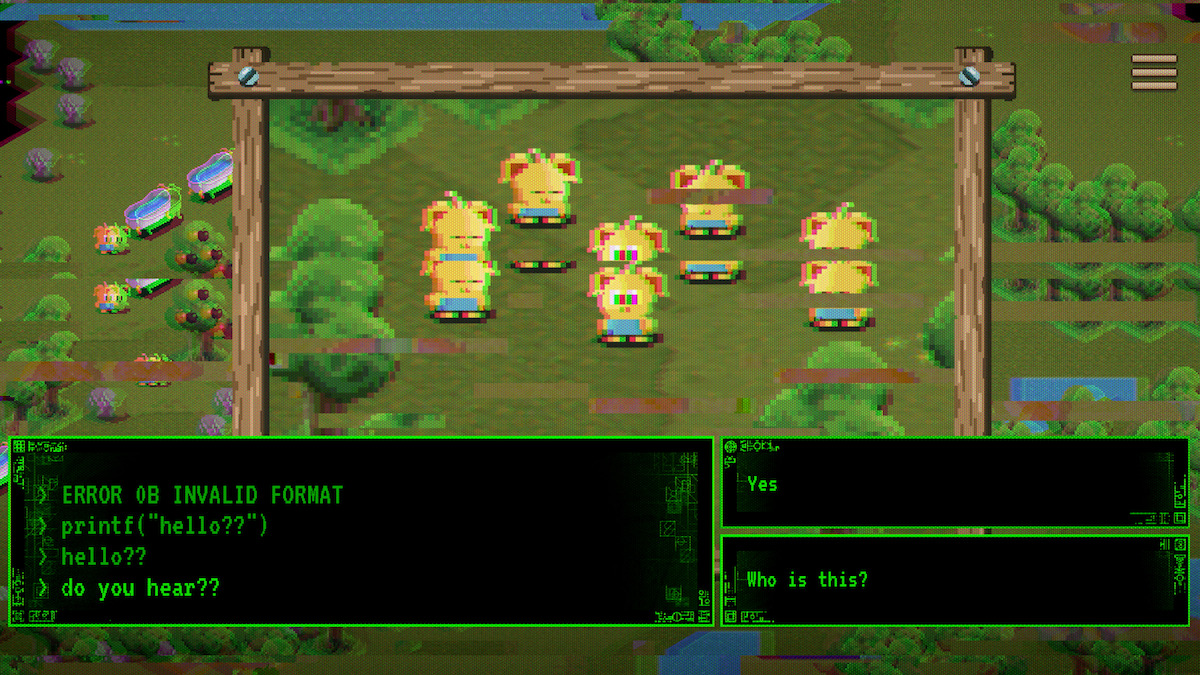 > ERROR 0B INVALID FORMAT
> printf("hello??")
> hello??
> do you hear??
Yes
Who is this?